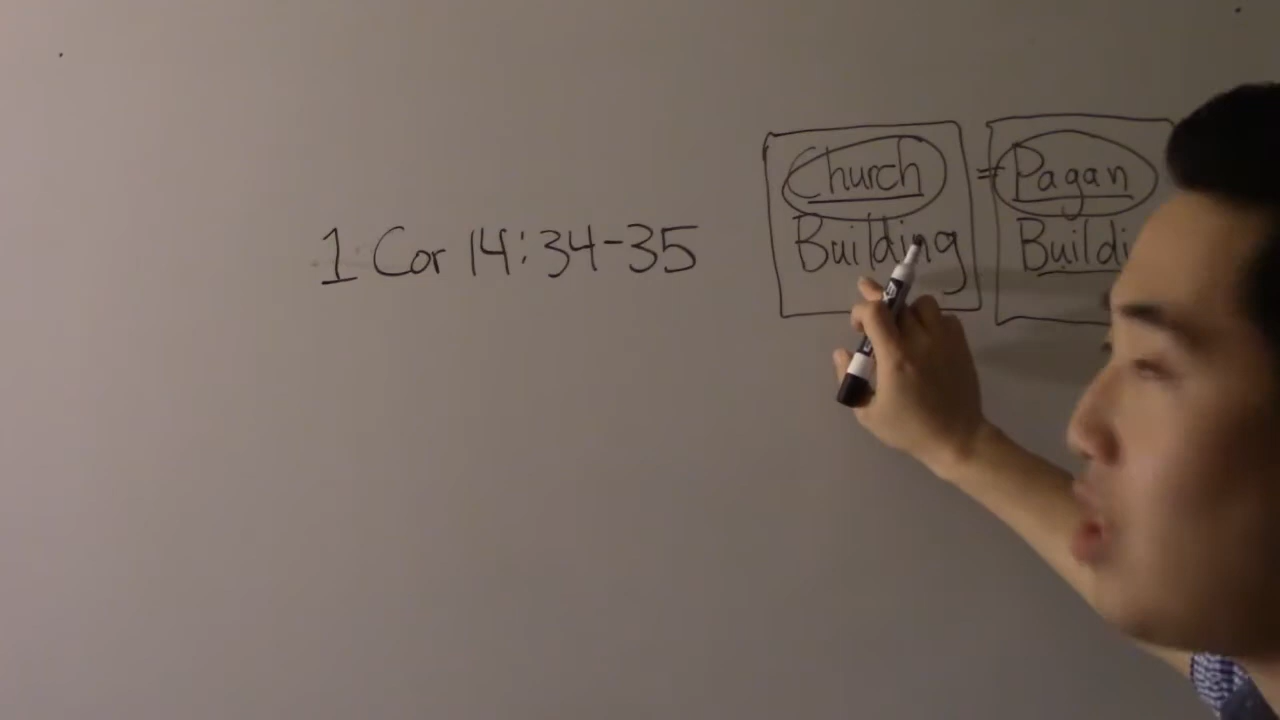 1 Cor 14:34-35
Church = Pagan
Building Buildi